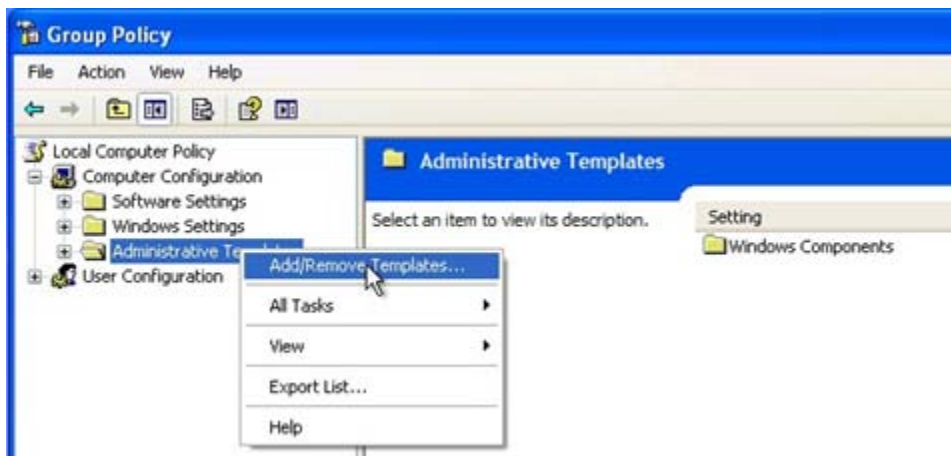 Group Policy
File Action View Help
Local Computer Policy
Computer Configuration
Software Settings
Windows Settings
Administrative
User Configuration
Add/Remove Templates...
All Tasks
View
Export List...
Help
Administrative Templates
Select an item to view its description.
Setting
Windows Components